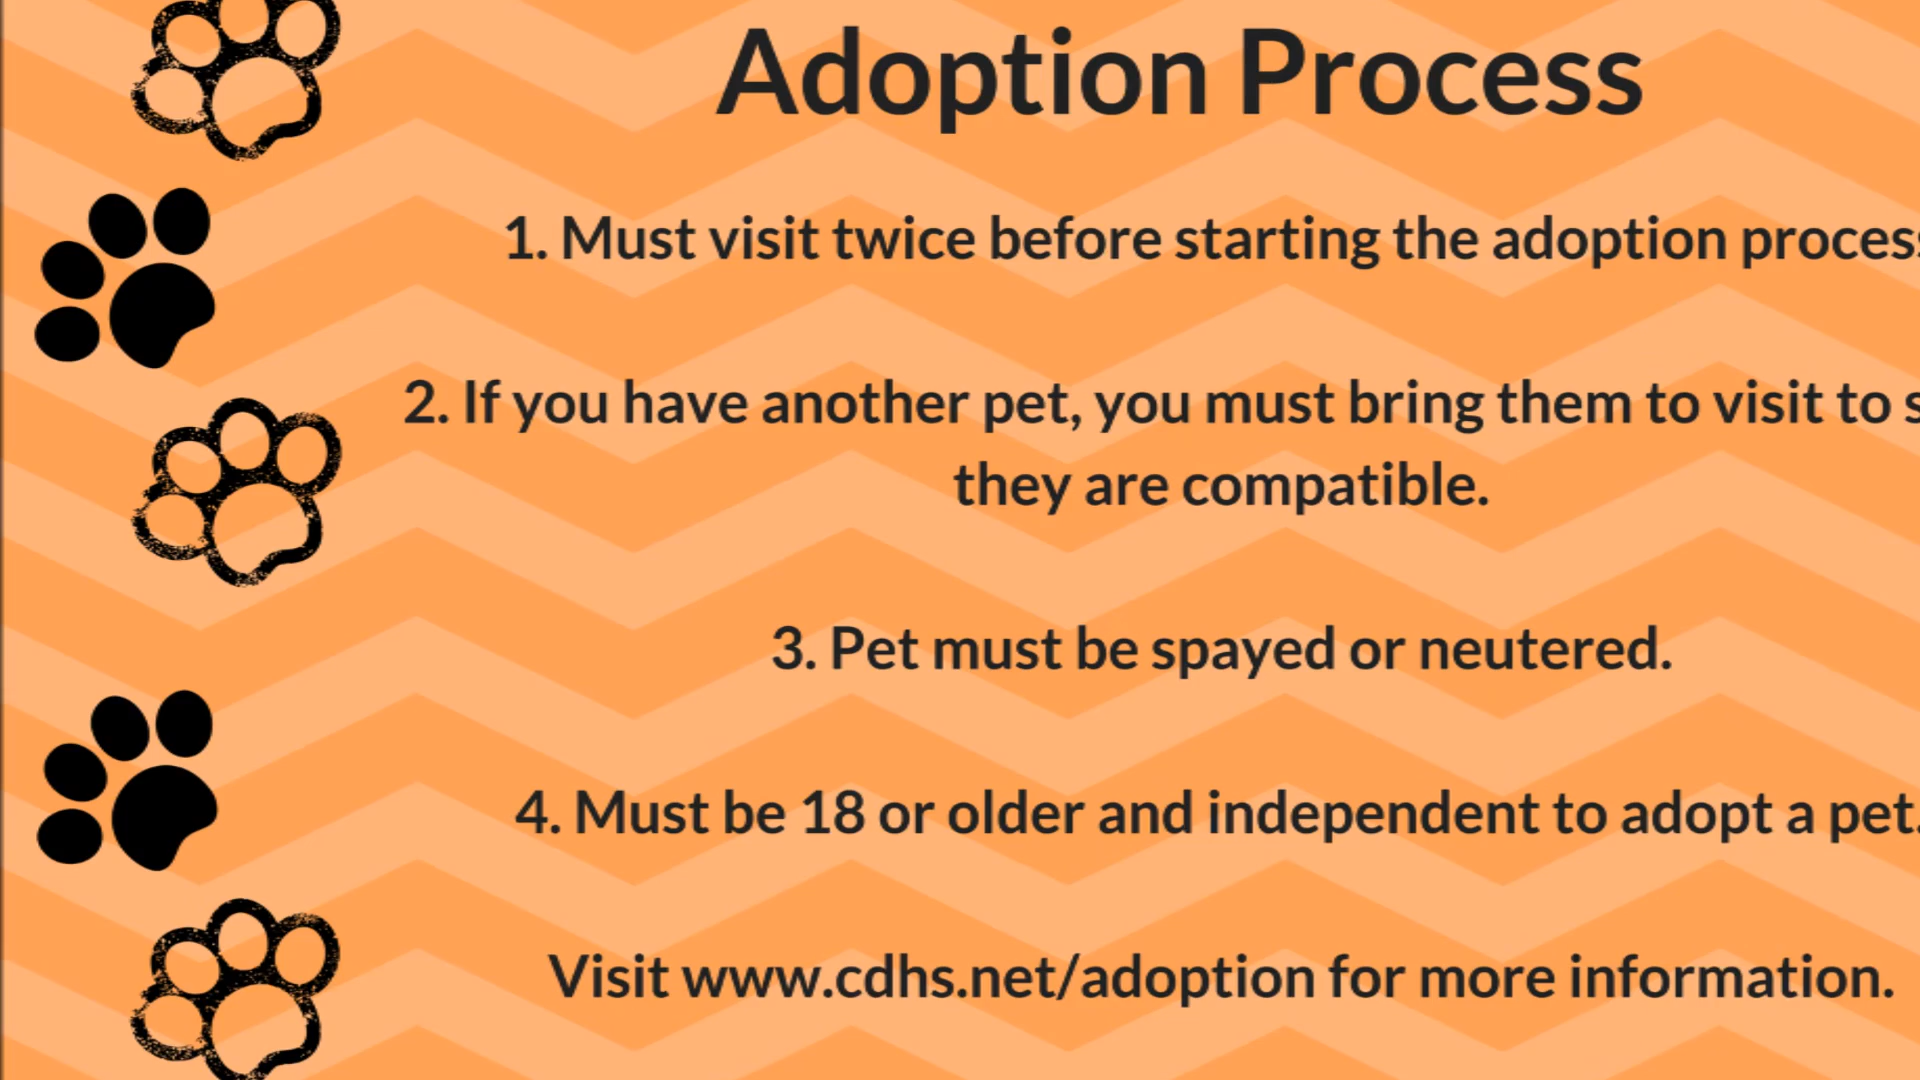 Adoption Process
1. Must visit twice before starting the adoption process
2. If you have another pet, you must bring them to visit to
they are compatible.
3. Pet must be spayed or neutered.
4. Must be 18 or older and independent to adopt a pet.
Visit www.cdhs.net/adoption for more information.